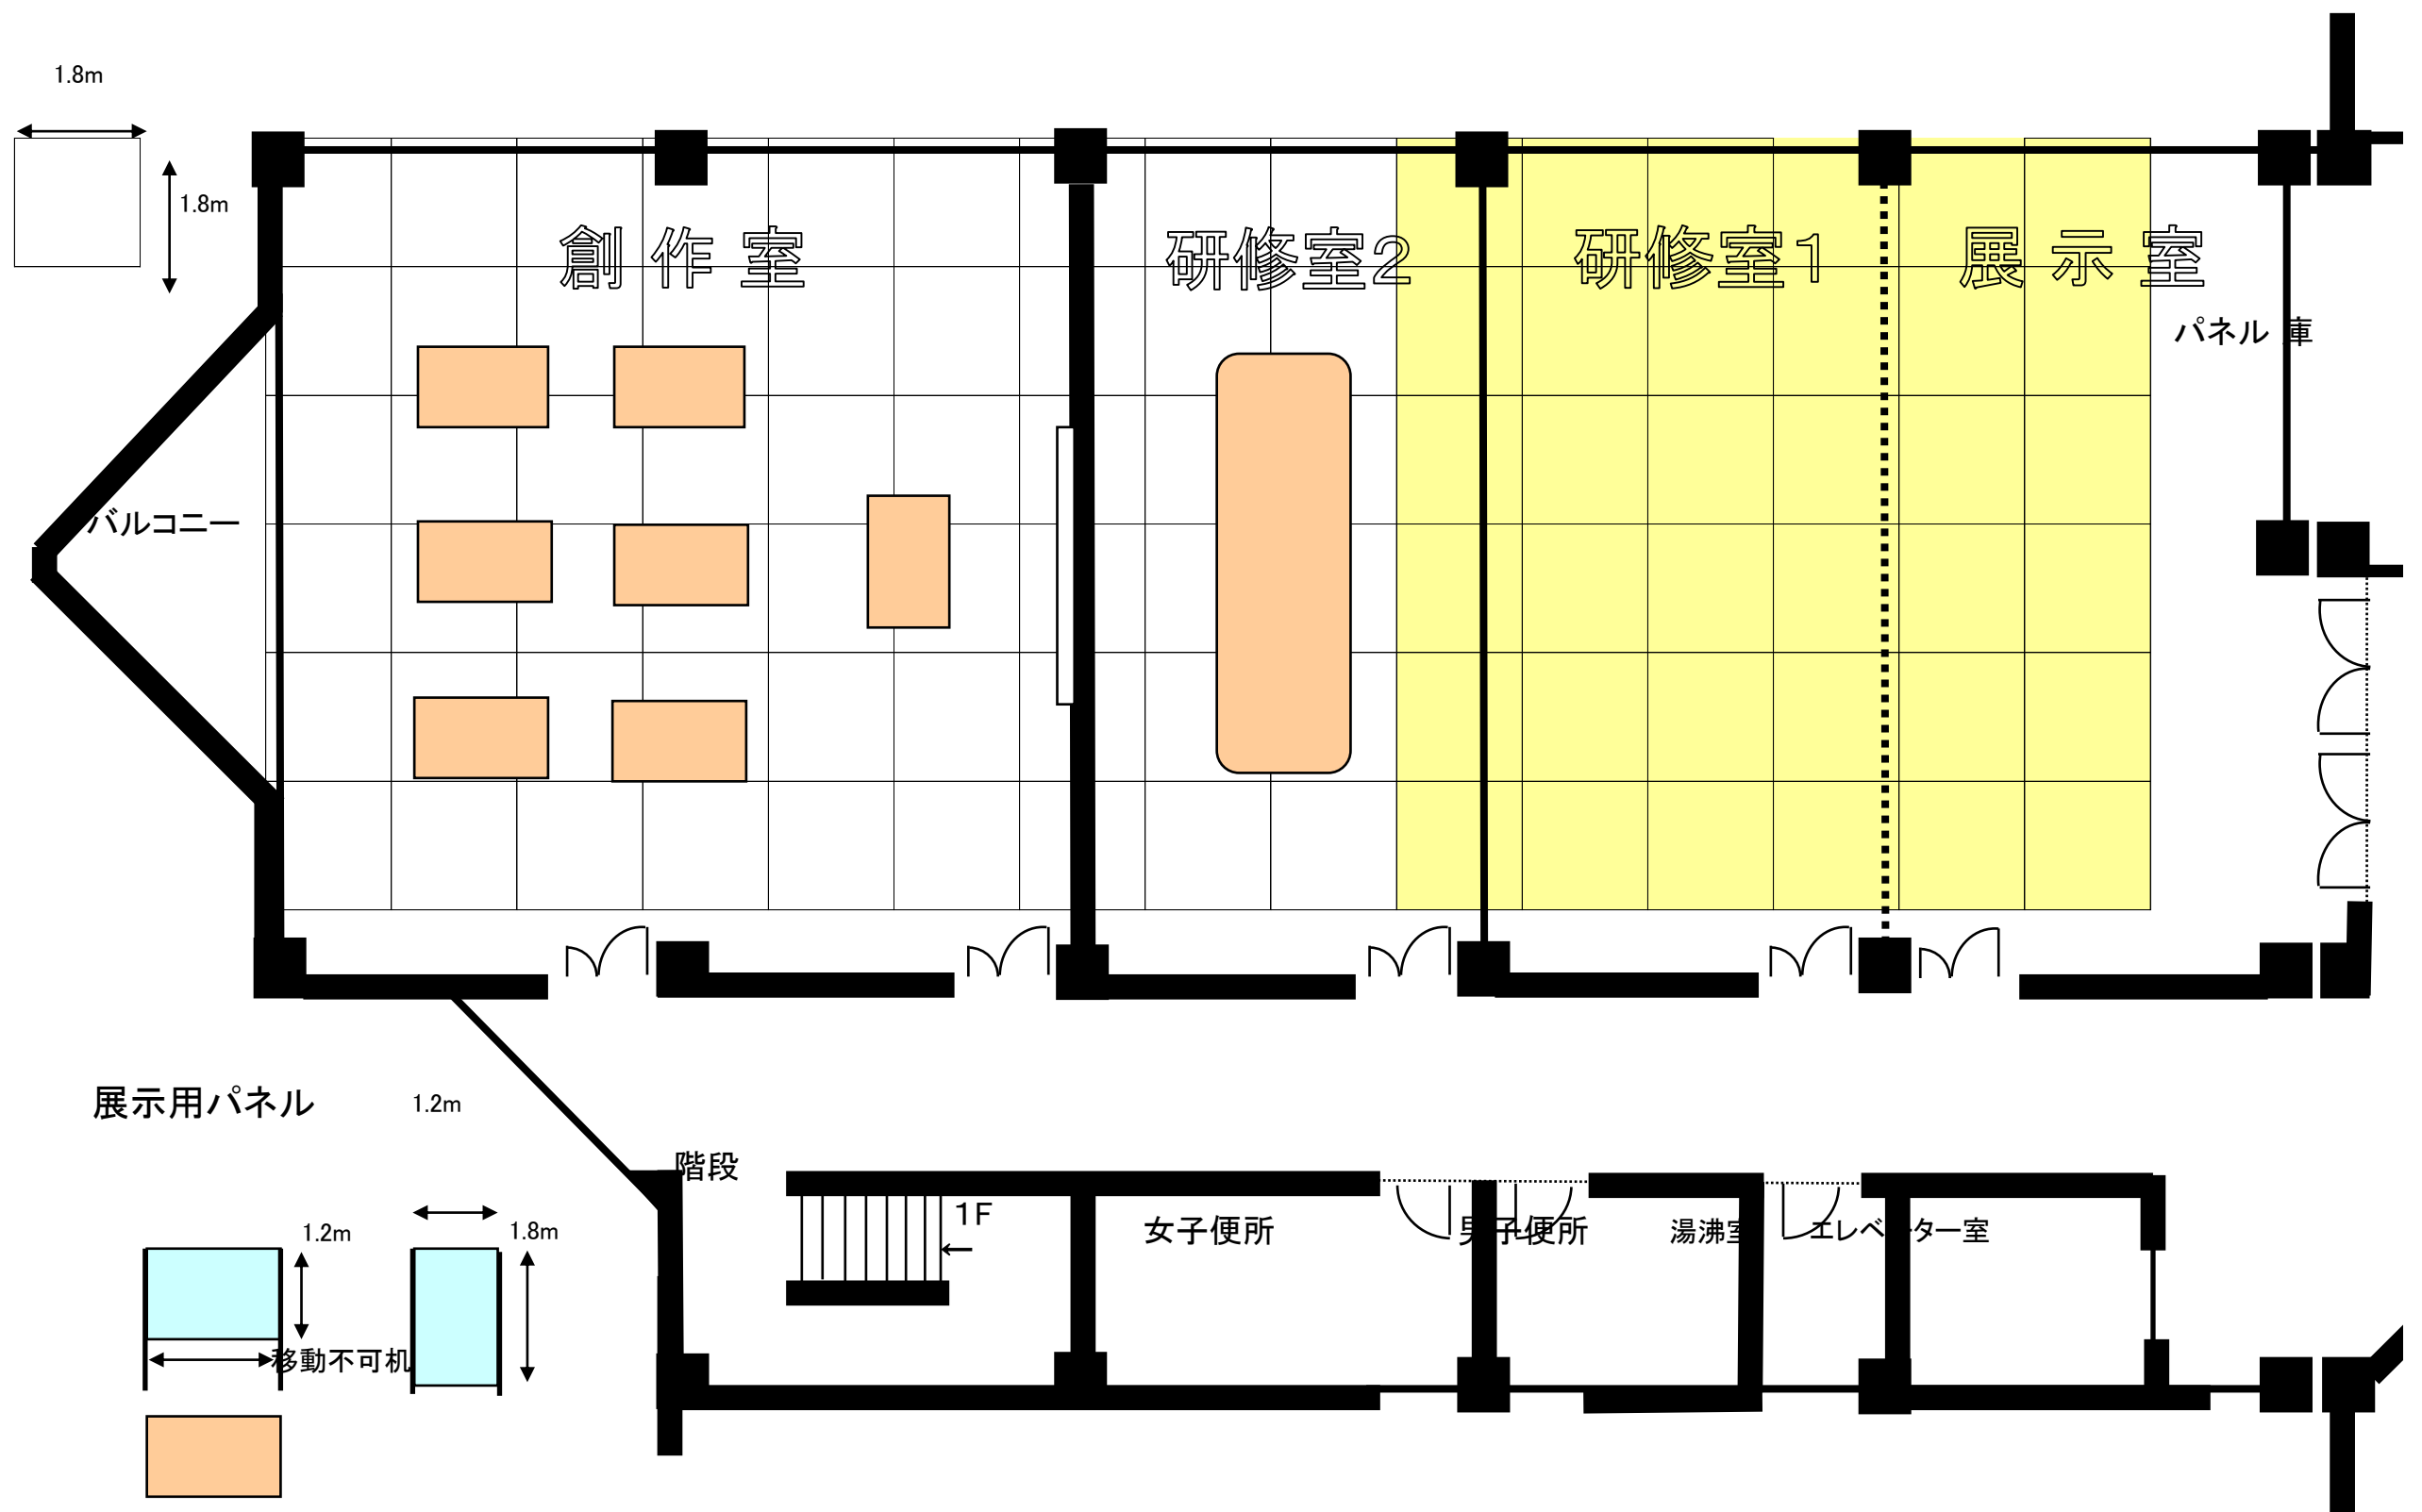 1.8m
1.8m
創 作 室
研修室2
研修室1
展 示 室
パネル 庫
バルコニー
展示用パネル
1.2m
階段
1F
1.2m
1.8m
女子便所
男子便所
湯沸室
エレベーター室
移動不可机